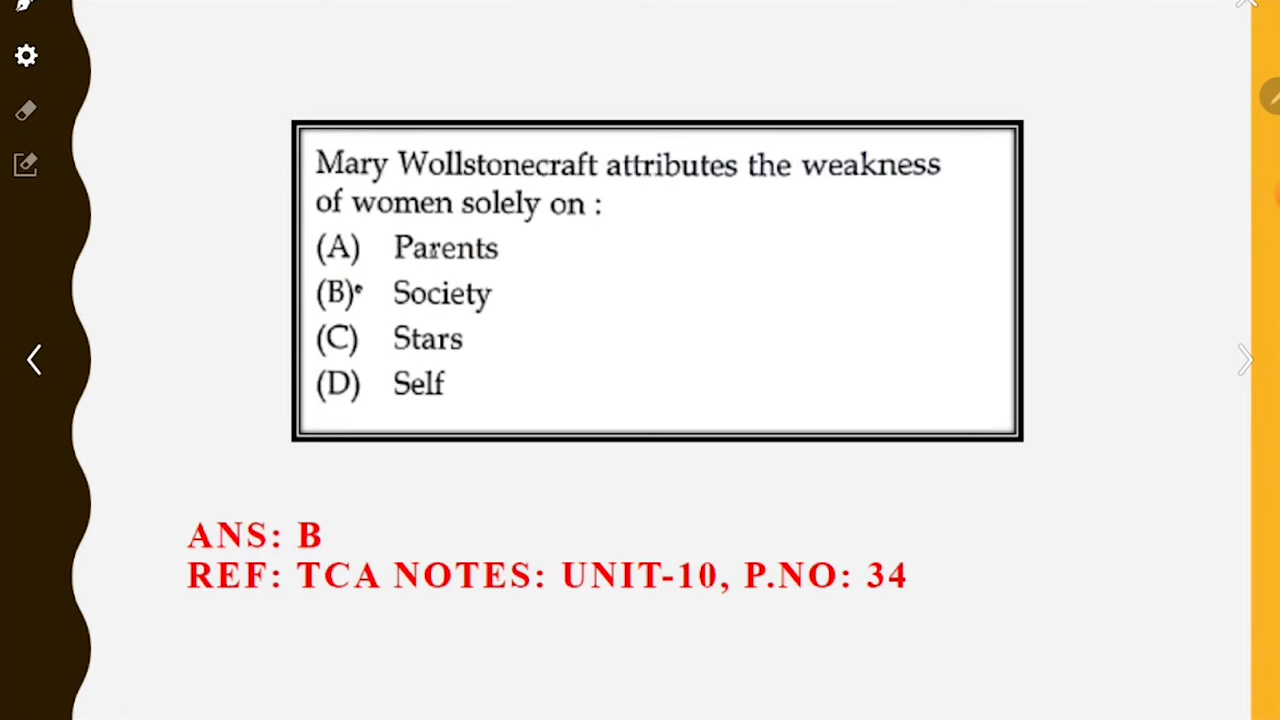 Mary Wollstonecraft attributes the weakness
of women solely on :
(A) Parents
(B) Society
(C) Stars
(D) Self
ANS: B
REF: TCA NOTES: UNIT-10, P.NO: 34